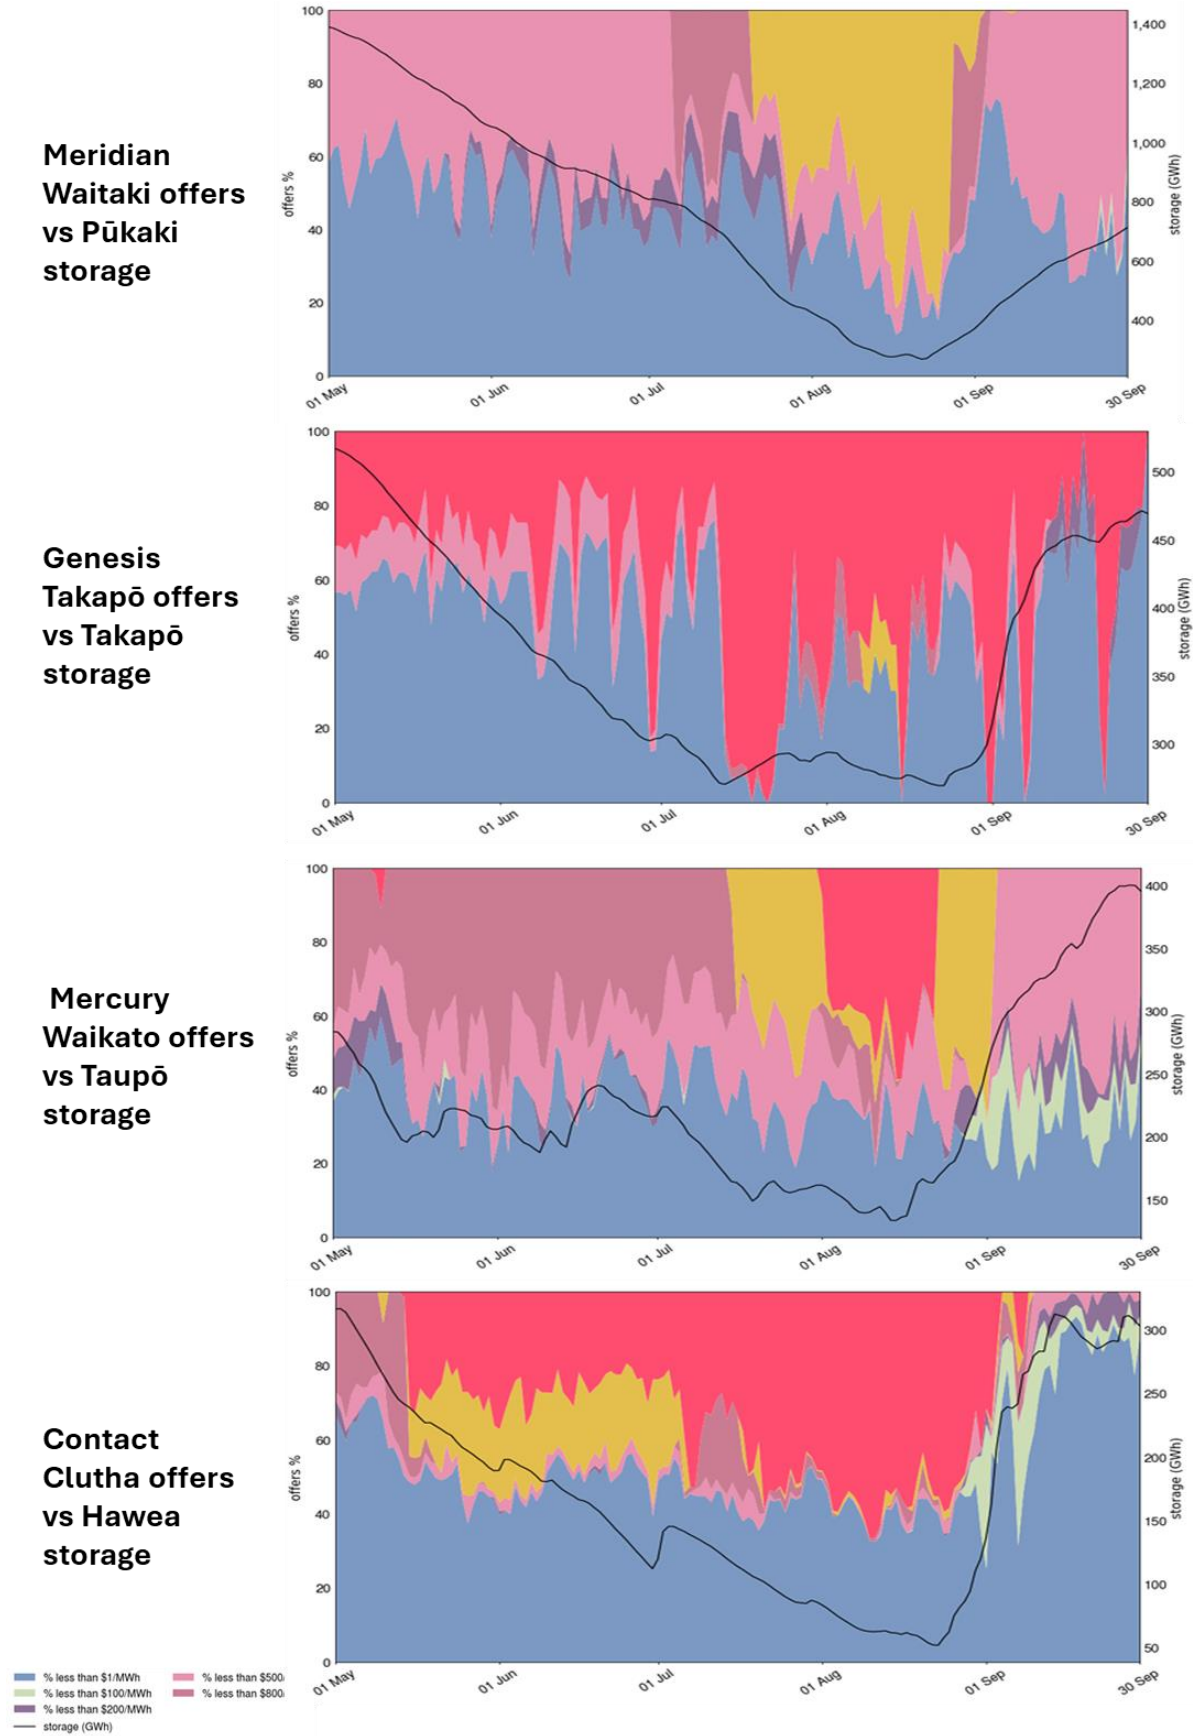 Meridian
Waitaki offers
vs Pūkaki
storage
100
80
60
40
20
0
offers %
1,400
1,200
1,000
800
600
400
storage (GWh)
01 May
01 Jun
01 Jul
01 Aug
01 Sep
30 Sep
Genesis
Takapō offers
vs Takapō
storage
100
80
60
40
20
0
offers %
500
450
400
350
300
storage (GWh)
01 May
01 Jun
01 Jul
01 Aug
01 Sep
30 Sep
Mercury
Waikato offers
vs Taupō
storage
100
80
60
40
20
0
offers %
400
350
300
250
200
150
storage (GWh)
01 May
01 Jun
01 Jul
01 Aug
01 Sep
30 Sep
Contact
Clutha offers
vs Hawea
storage
100
80
60
40
20
0
offers %
300
250
200
150
100
50
storage (GWh)
01 May
01 Jun
01 Jul
01 Aug
01 Sep
30 Sep
% less than $1/MWh
% less than $500/
% less than $100/MWh
% less than $800/
% less than $200/MWh
storage (GWh)